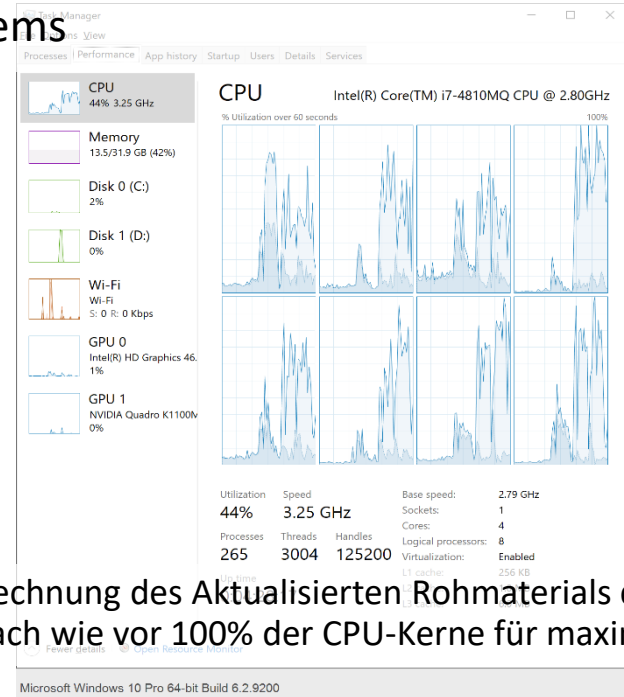 ems
Task Manager
File Options View
Processes Performance App history Startup Users Details Services
CPU
44% 3.25 GHz
Memory
13.5/31.9 GB (42%)
Disk 0 (C:)
2%
Disk 1 (D:)
0%
Wi-Fi
Wi-Fi
S: 0 R: 0 Kbps
GPU 0
Intel(R) HD Graphics 46.
1%
GPU 1
NVIDIA Quadro K1100M
0%
CPU Intel(R) Core(TM) i7-4810MQ CPU @ 2.80GHz
% Utilization over 60 seconds 100%
Utilization Speed
44% 3.25 GHz
Processes Threads Handles
265 3004 125200
Up time
Base speed: 2.79 GHz
Sockets: 1
Cores: 4
Logical processors: 8
Virtualization: Enabled
L1 cache: 256 KB
echnung des Aktualisierten Rohmaterials
ach wie vor 100% der CPU-Kerne für maxi
Fewer details Open Resource Monitor
Microsoft Windows 10 Pro 64-bit Build 6.2.9200